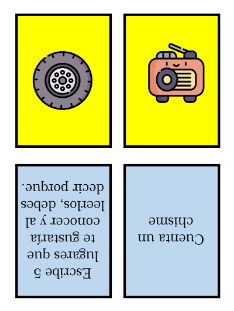 Escribe 5
lugares que
te gustaría
conocer y al
leerlos, debes
decir porque.
Cuenta un
chisme